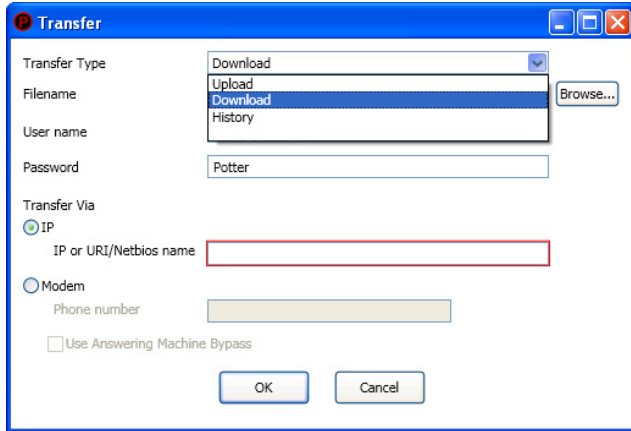 P Transfer
Transfer Type Download
Upload
Filename Download Browse...
History
User name
Password Potter
Transfer Via
IP
IP or URI/Netbios name
Modem
Phone number
Use Answering Machine Bypass
OK Cancel